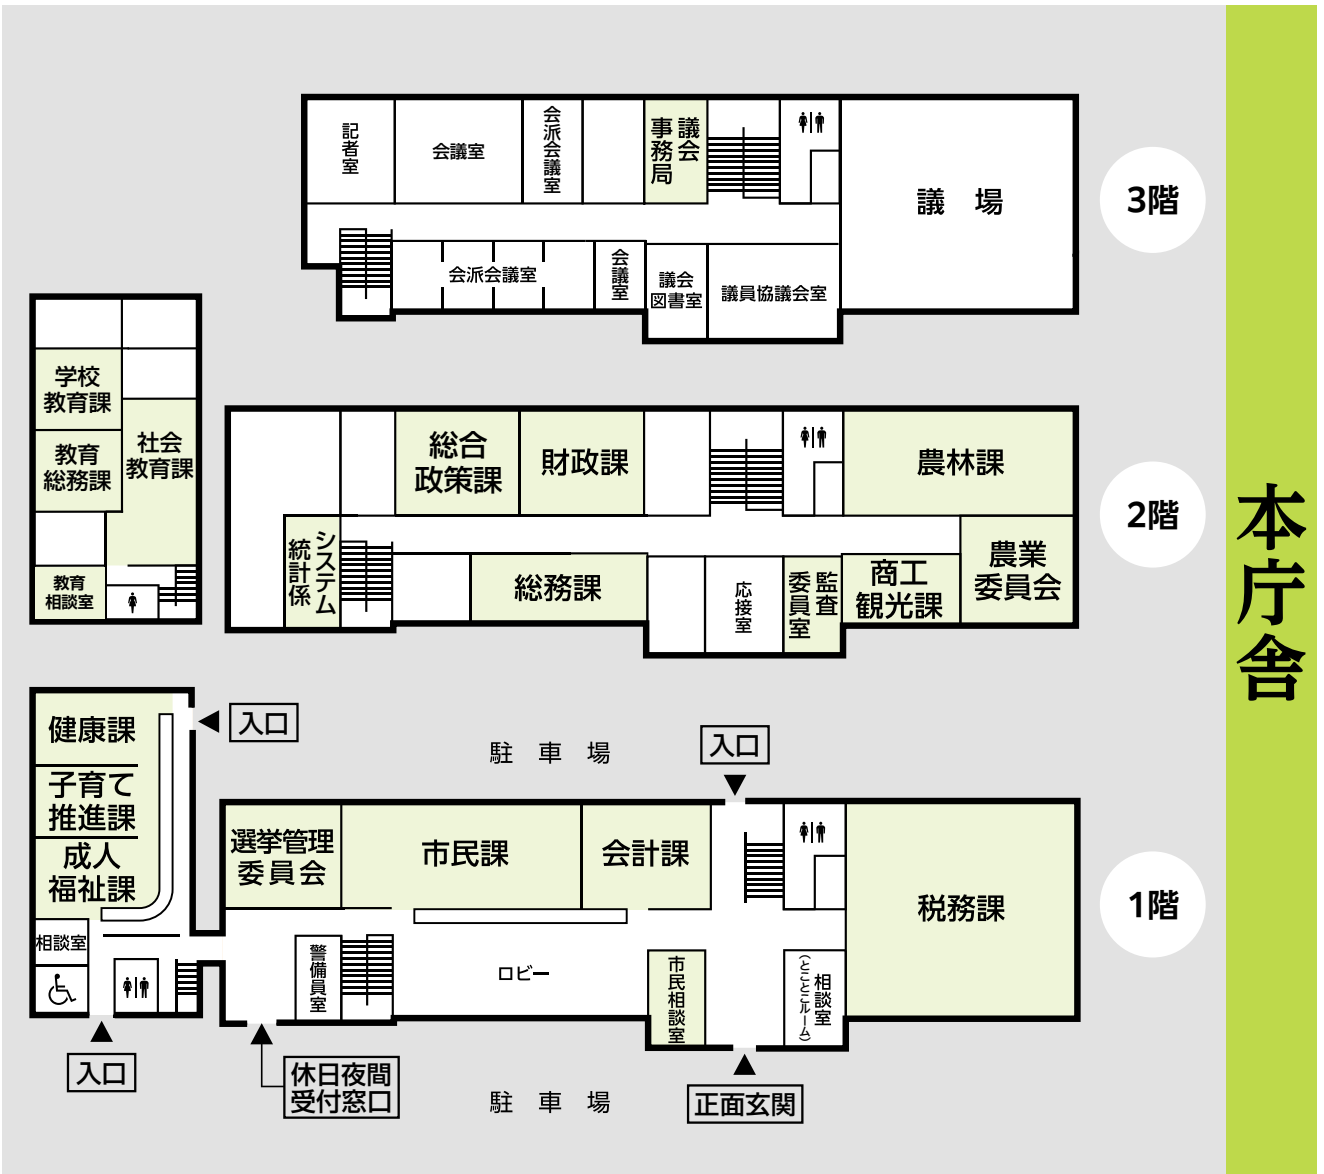 本庁舎
3階
記者室
会議室
会派会議室
議会
事務局
議　場
会派会議室
会議室
議会
図書室
議員協議会室
2階
学校
教育課
教育
総務課
社会
教育課
教育
相談室
総合
政策課
財政課
農林課
システム
統計係
総務課
応接室
監査
委員室
商工
観光課
農業
委員会
1階
健康課
子育て
推進課
成人
福祉課
相談室
入口
駐　車　場
入口
選挙管理
委員会
市民課
会計課
税務課
警備員室
ロビー
市民相談室
相談室
(とことこルーム)
入口
休日夜間
受付窓口
駐　車　場
正面玄関